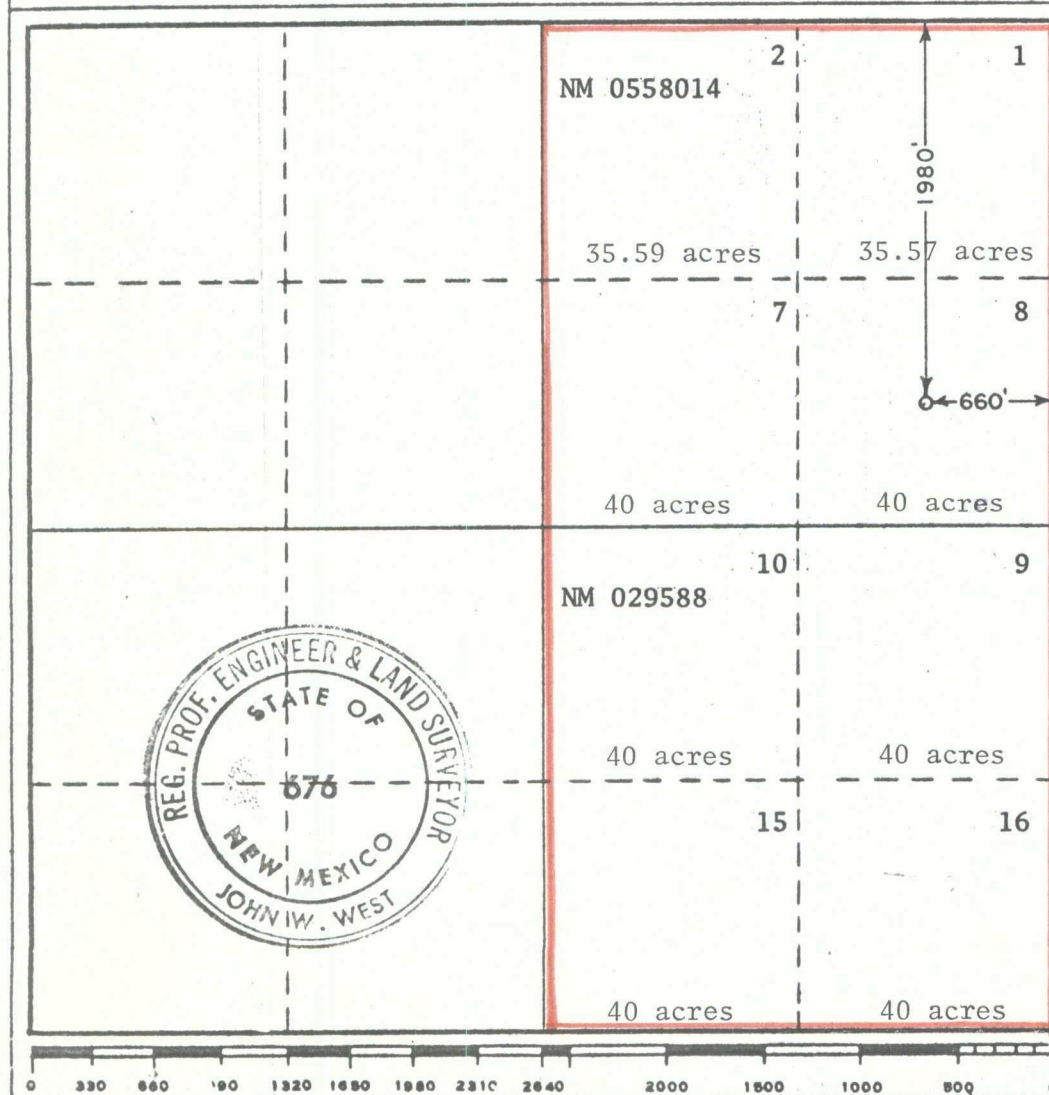 2 1
NM 0558014
1980'
35.59 acres 35.57 acres
7 8
660'
40 acres 40 acres
10 9
NM 029588
REG. PROF. ENGINEER & LAND SURVEYOR
STATE OF
676
NEW MEXICO
JOHN W. WEST
40 acres 40 acres
15 16
40 acres 40 acres
0 330 660 990 1320 1650 1980 2310 2640 2000 1500 1000 500